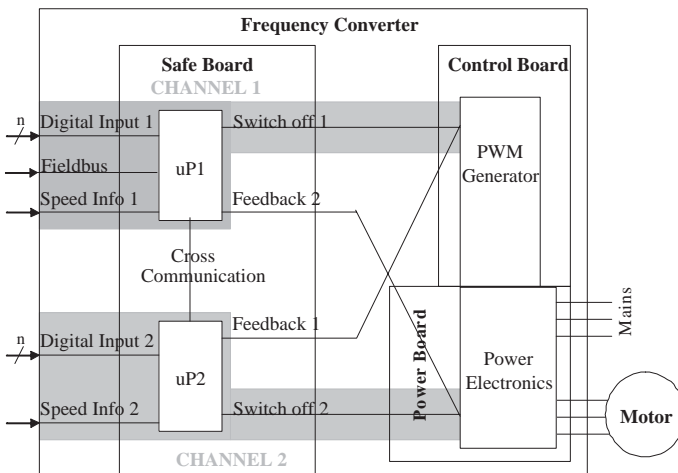 Frequency Converter
Safe Board
Control Board
CHANNEL 1
n
Digital Input 1
Switch off 1
Fieldbus
uP1
PWM
Generator
Speed Info 1
Feedback 2
Cross
Communication
n
Digital Input 2
Feedback 1
uP2
Power Board
Power
Electronics
Mains
Speed Info 2
Switch off 2
Motor
CHANNEL 2